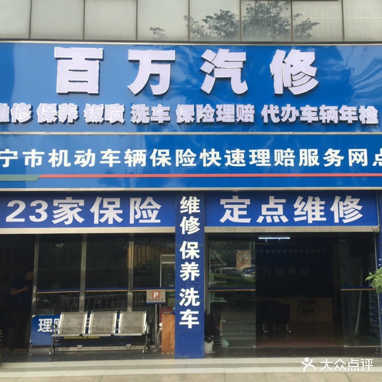 百万汽修
维修 保养 钣喷 洗车 保险理赔 代办车辆年检
宁市机动车辆保险快速理赔服务网点
23家保险
定点维修
维修保养洗车
理赔
大众点评